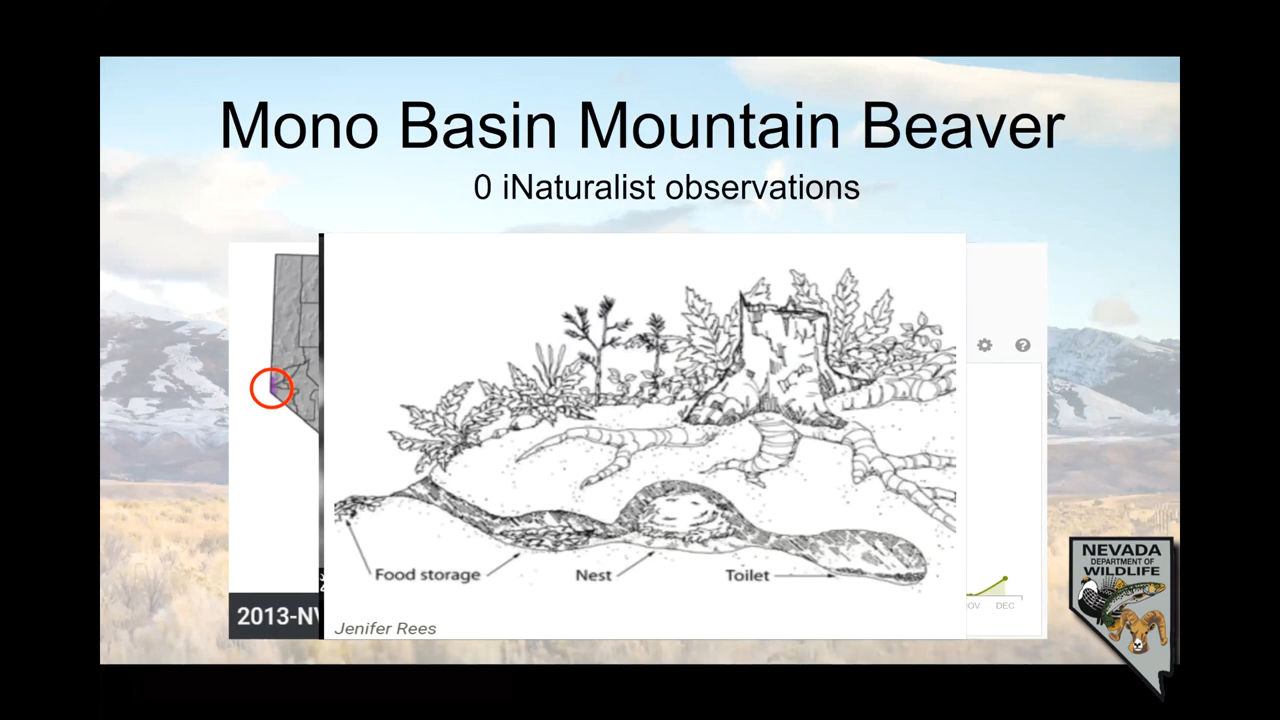 Mono Basin Mountain Beaver
0 iNaturalist observations
Food storage
Nest
Toilet
Jenifer Rees
2013-NV
DEC
NEVADA
DEPARTMENT OF
WILDLIFE